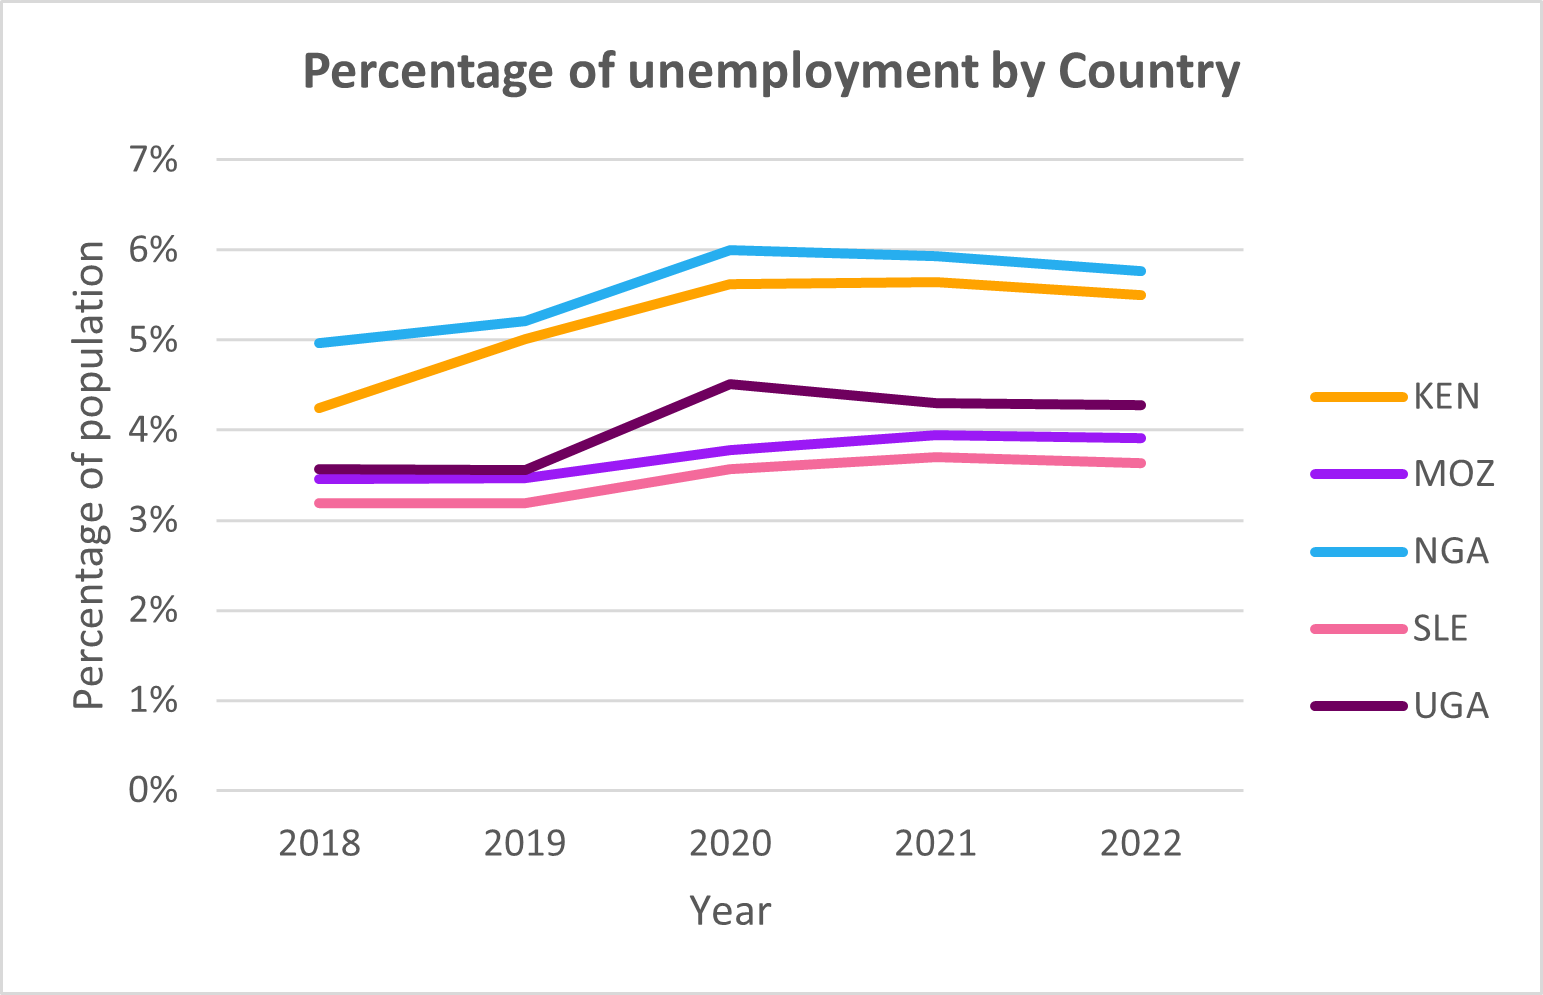 Percentage of unemployment by Country
7%
6%
5%
4%
3%
2%
1%
0%
Percentage of population
2018 2019 2020 2021 2022
Year
KEN
MOZ
NGA
SLE
UGA